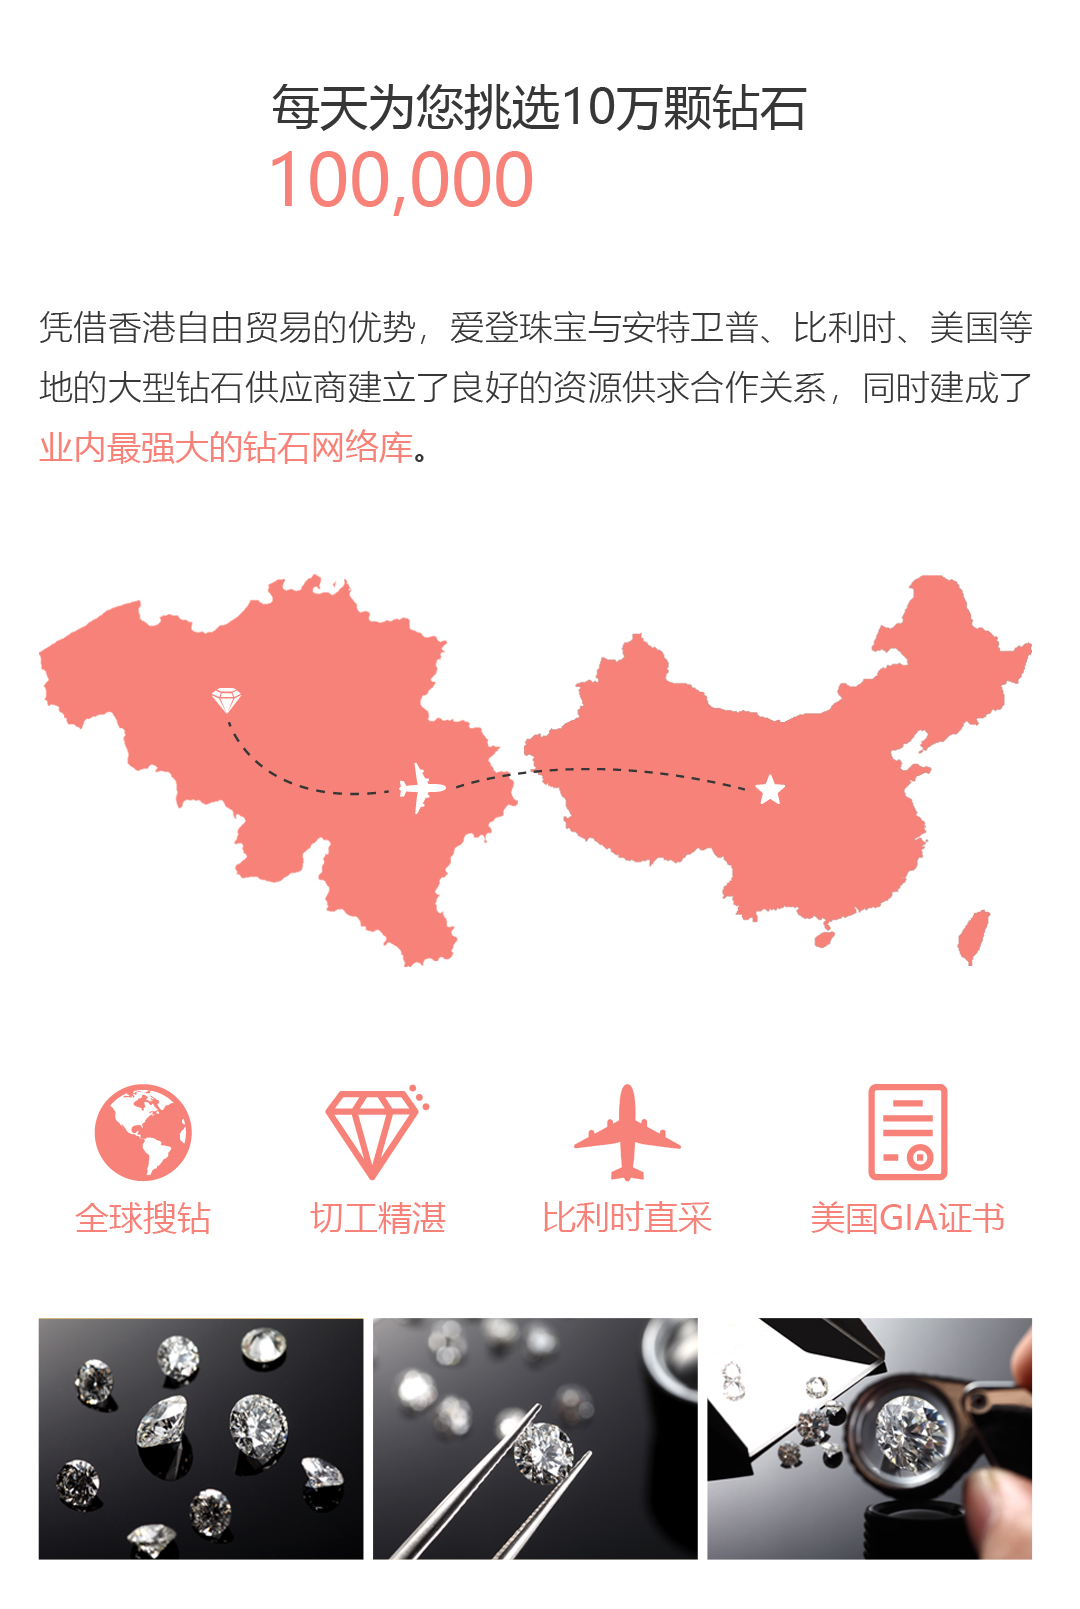 每天为您挑选10万颗钻石
100,000
凭借香港自由贸易的优势，爱登珠宝与安特卫普、比利时、美国等
地的大型钻石供应商建立了良好的资源供求合作关系，同时建成了
业内最强大的钻石网络库。
全球搜钻
切工精湛
比利时直采
美国GIA证书